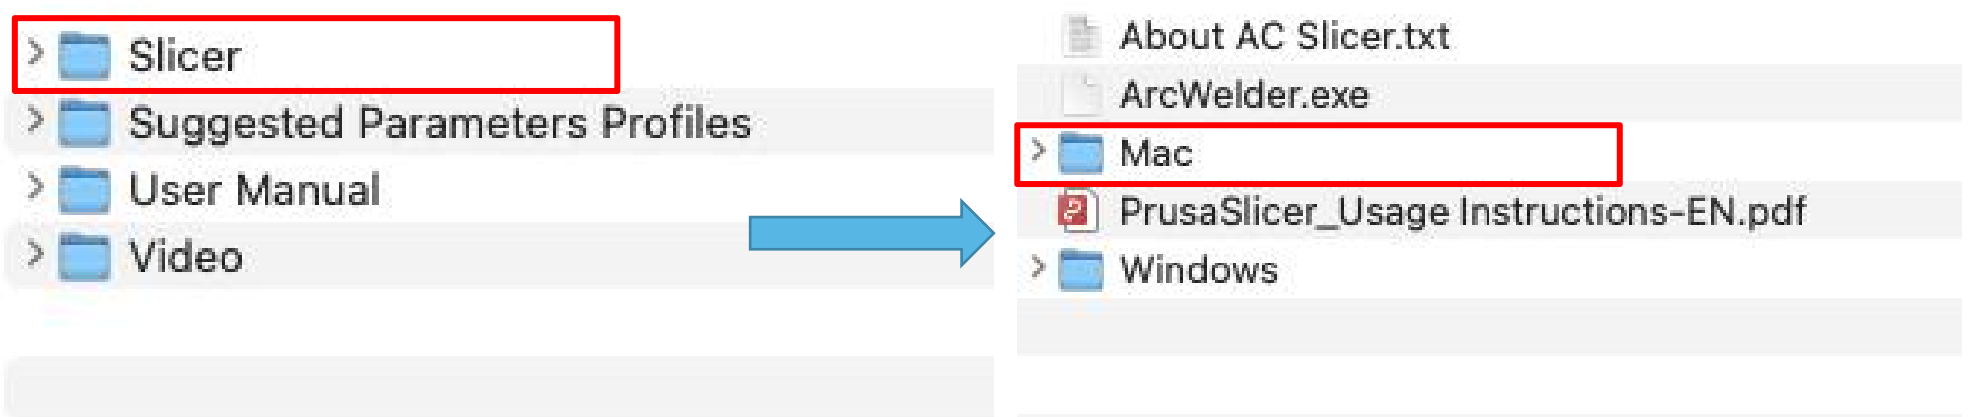 Slicer
Suggested Parameters Profiles
User Manual
Video
About AC Slicer.txt
ArcWelder.exe
Mac
PrusaSlicer_Usage Instructions-EN.pdf
Windows